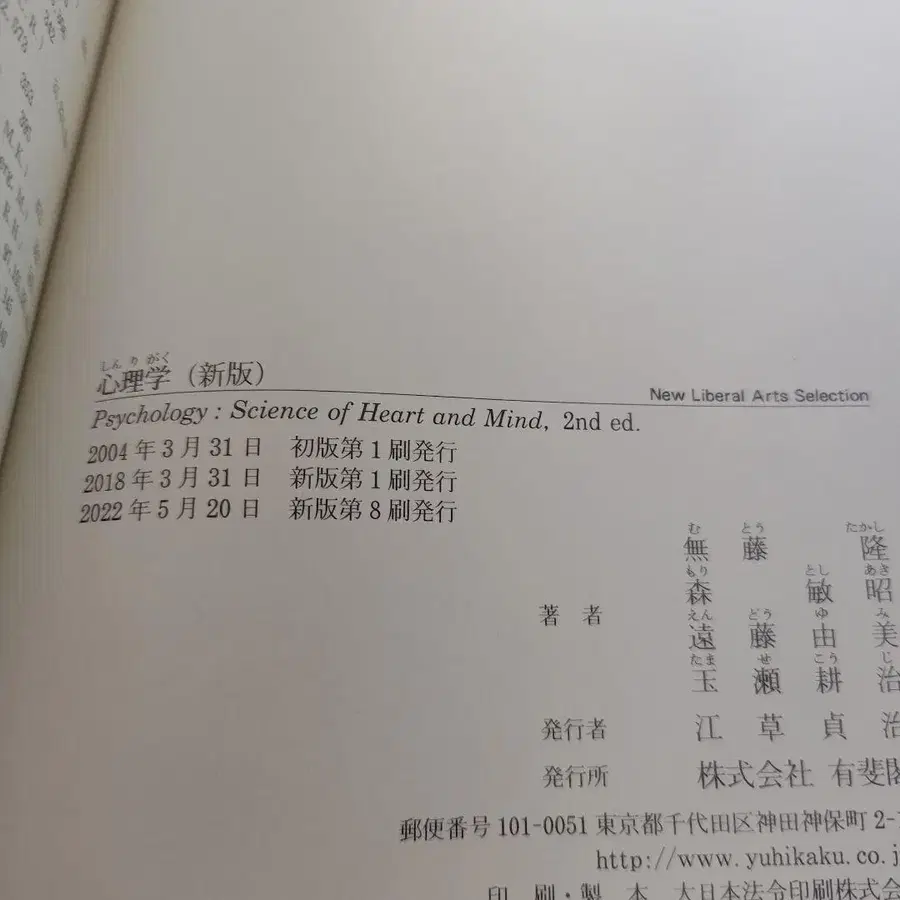 しん り がく
心理学（新版）
New Liberal Arts Selection
Psychology : Science of Heart and Mind, 2nd ed.
2004年3月31日 初版第1刷発行
2018年3月31日 新版第1刷発行
2022年5月20日 新版第8刷発行
む とう たかし
無藤 隆
もり とし あき
森 敏昭
えん どう ゆ み
著者 遠藤由美
たま せ こう じ
玉瀬耕治
発行者 江草貞治
発行所 株式会社 有斐閣
郵便番号101-0051東京都千代田区神田神保町2-
http://www.yuhikaku.co.j
印刷・製本 大日本法令印刷株式会